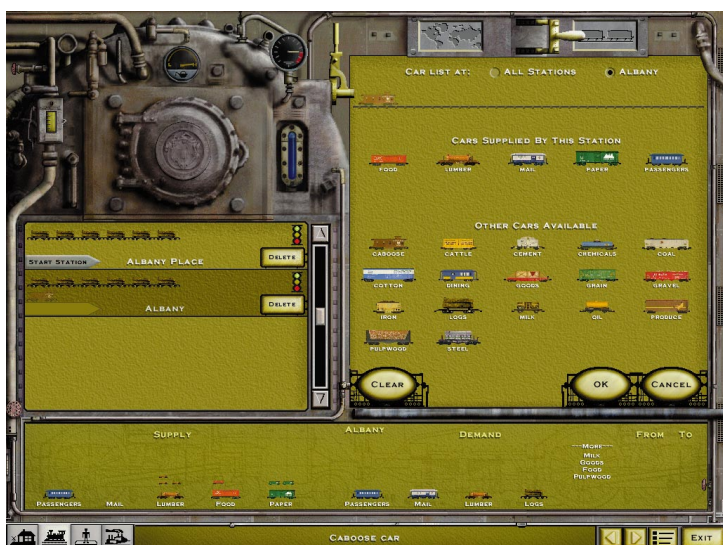 CAR LIST AT: ALL STATIONS ALBANY
CARS SUPPLIED BY THIS STATION
FOOD LUMBER MAIL PAPER PASSENGERS
OTHER CARS AVAILABLE
CABOOSE CATTLE CEMENT CHEMICALS COAL
COTTON DINING GOODS GRAIN GRAVEL
IRON LOGS MILK OIL PRODUCE
PULPWOOD STEEL
CLEAR OK CANCEL
START STATION ALBANY PLACE DELETE
ALBANY DELETE
ALBANY
SUPPLY DEMAND FROM TO
MORE
MILK
GOODS
FOOD
PULPWOOD
PASSENGERS MAIL LUMBER FOOD PAPER PASSENGERS MAIL LUMBER LOGS
CABOOSE CAR EXIT